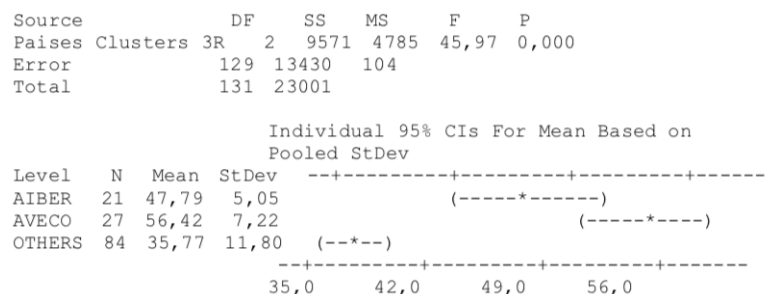 Source DF SS MS F P
Paises Clusters 3R 2 9571 4785 45,97 0,000
Error 129 13430 104
Total 131 23001
Individual 95% CIs For Mean Based on
Pooled StDev
Level N Mean StDev --+---------+---------+---------+------
AIBER 21 47,79 5,05 (-----*------)
AVECO 27 56,42 7,22 (-----*----)
OTHERS 84 35,77 11,80 (--*--)
--+---------+---------+---------+-------
35,0 42,0 49,0 56,0